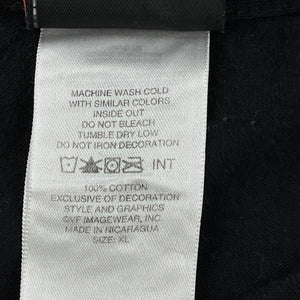 MACHINE WASH COLD
WITH SIMILAR COLORS
INSIDE OUT
DO NOT BLEACH
TUMBLE DRY LOW
DO NOT IRON DECORATION
INT
100% COTTON
EXCLUSIVE OF DECORATION
STYLE AND GRAPHICS
©VF IMAGEWEAR, INC.
MADE IN NICARAGUA
SIZE: XL